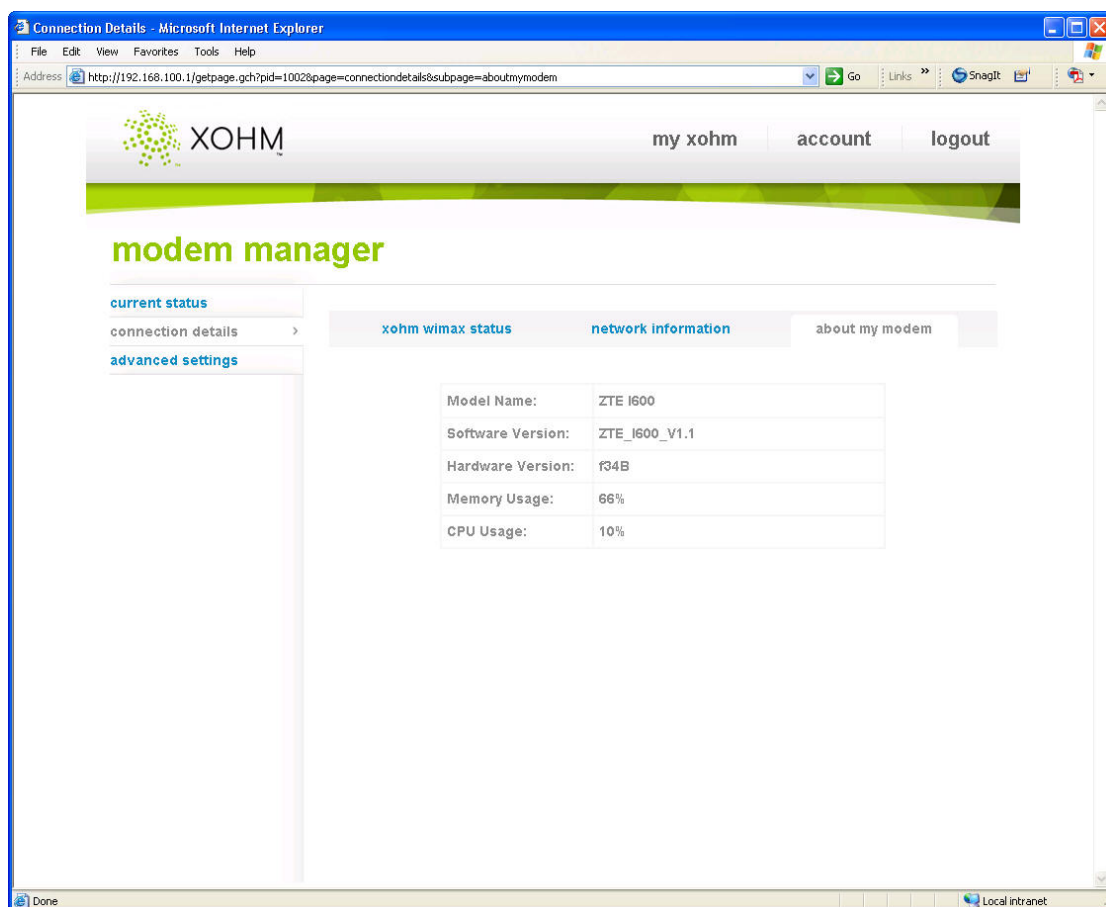 Connection Details - Microsoft Internet Explorer
File Edit View Favorites Tools Help
Address http://192.168.100.1/getpage.gch?pid=1002&page=connectiondetails&subpage=aboutmymodem Go Links » SnagIt
XOHM™ my xohm account logout
modem manager
current status
connection details >
advanced settings
xohm wimax status network information about my modem
Model Name: ZTE I600
Software Version: ZTE_I600_V1.1
Hardware Version: f34B
Memory Usage: 66%
CPU Usage: 10%
Done Local intranet